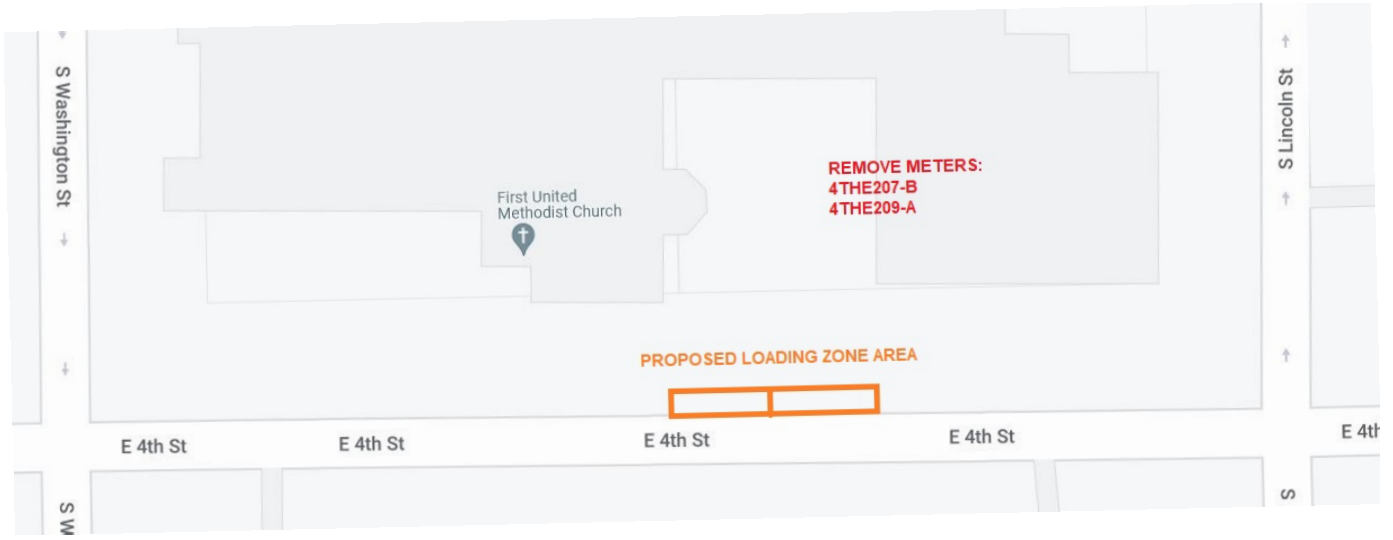 S Washington St
S Lincoln St
REMOVE METERS:
4THE207-B
4THE209-A
First United
Methodist Church
PROPOSED LOADING ZONE AREA
E 4th St
E 4th St
E 4th St
E 4th St
E 4th
S W
S